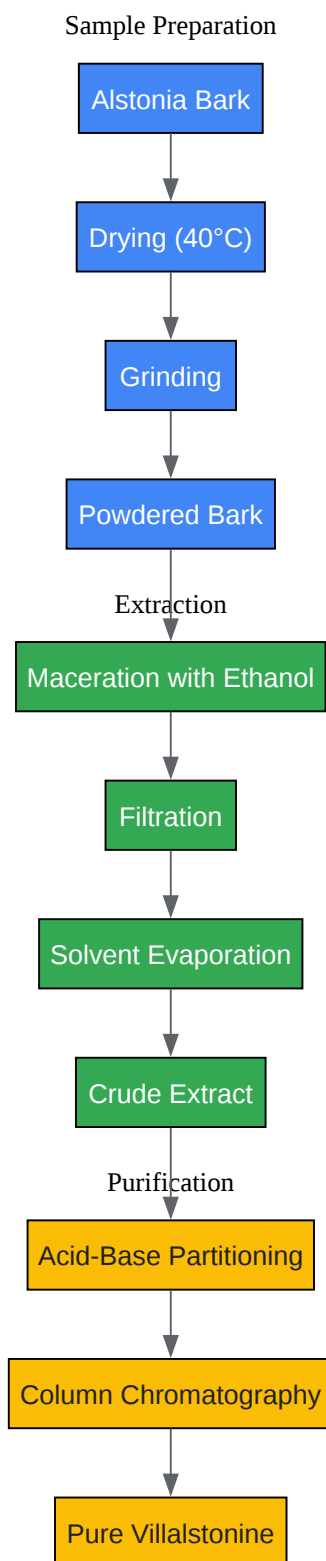 Sample Preparation
Alstonia Bark
Drying (40°C)
Grinding
Powdered Bark
Extraction
Maceration with Ethanol
Filtration
Solvent Evaporation
Crude Extract
Purification
Acid-Base Partitioning
Column Chromatography
Pure Villalstonine